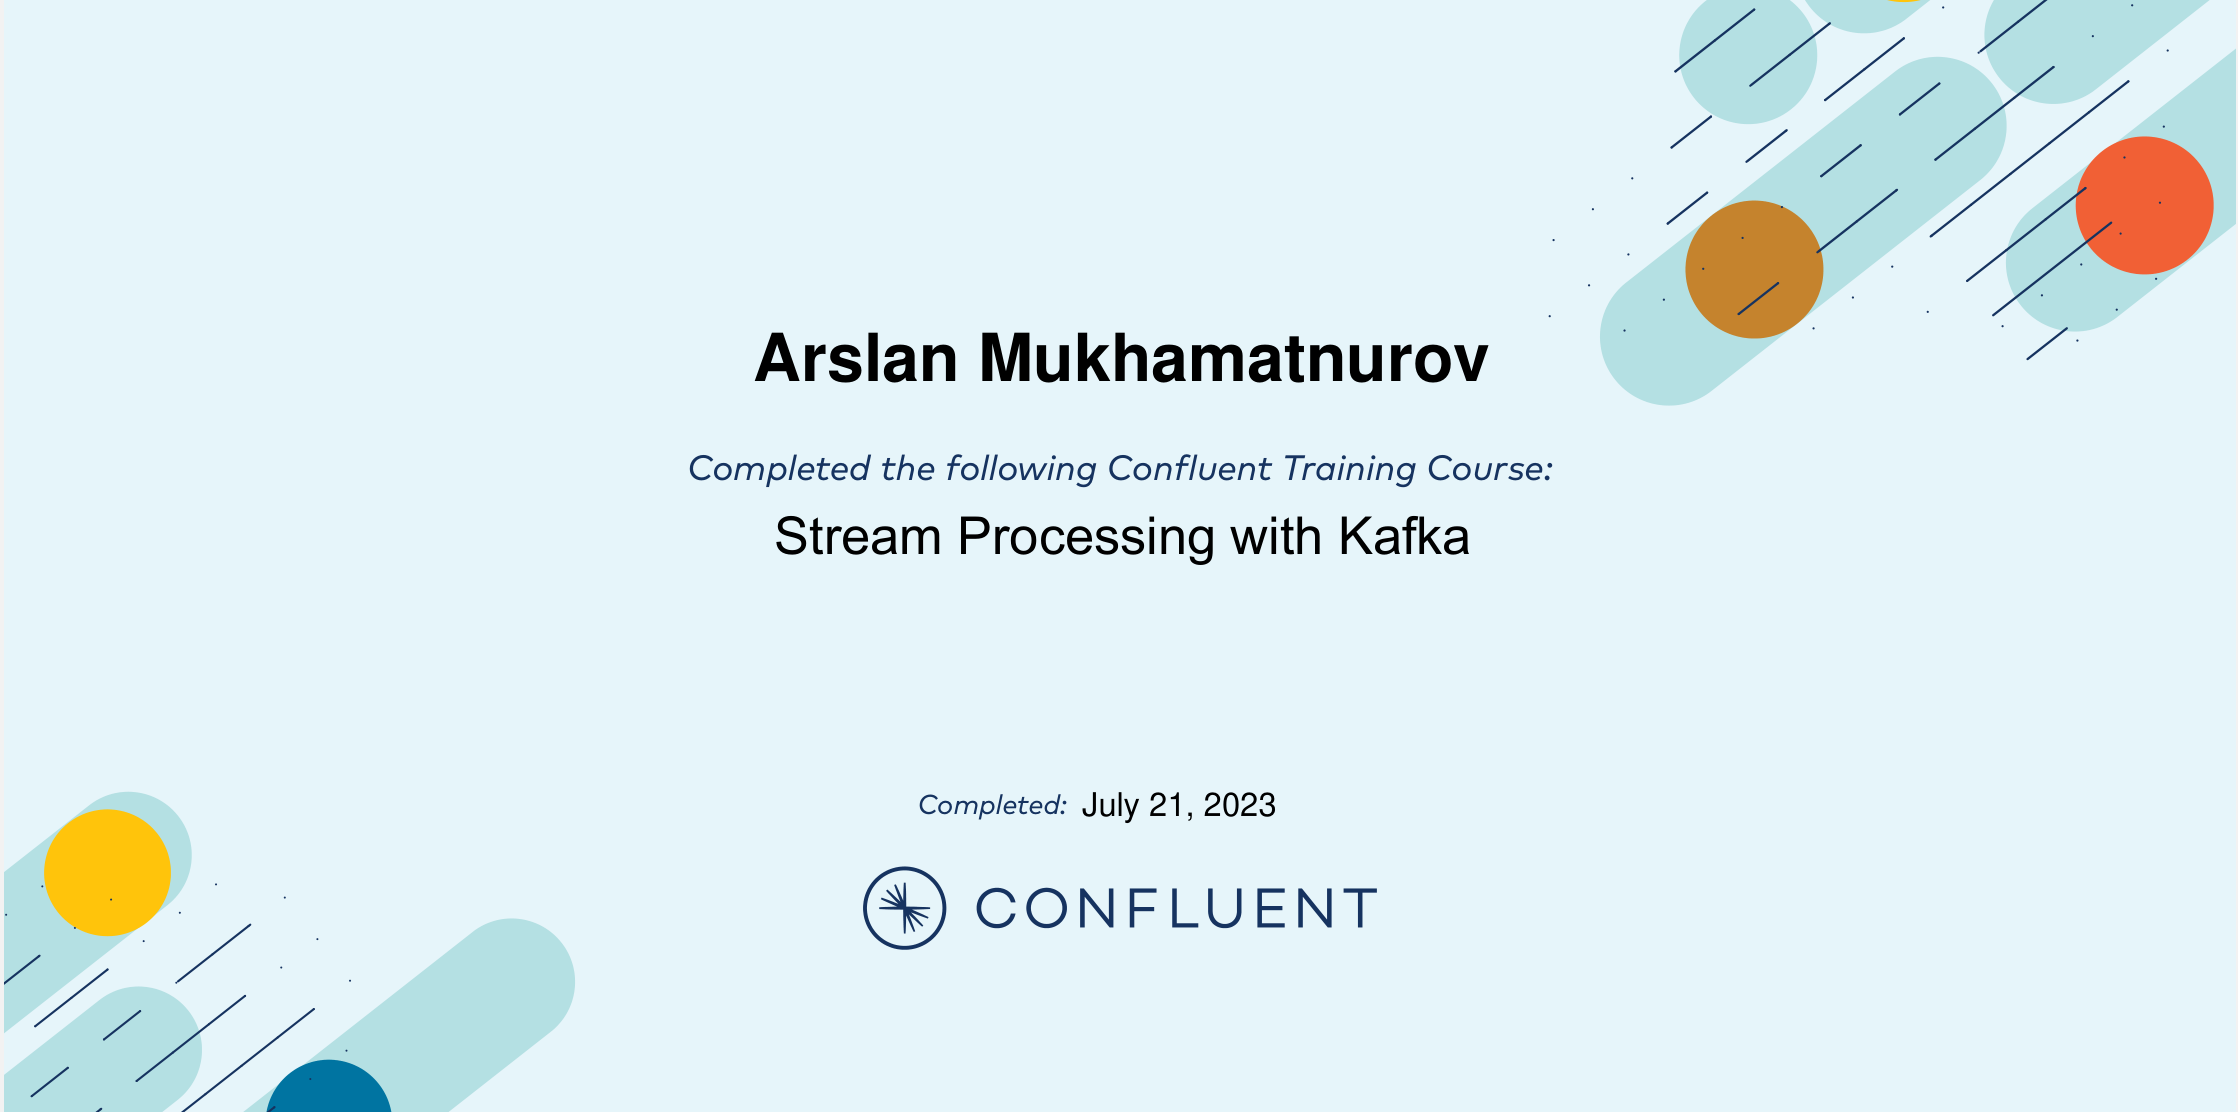 Arslan Mukhamatnurov
Completed the following Confluent Training Course:
Stream Processing with Kafka
Completed: July 21, 2023
CONFLUENT